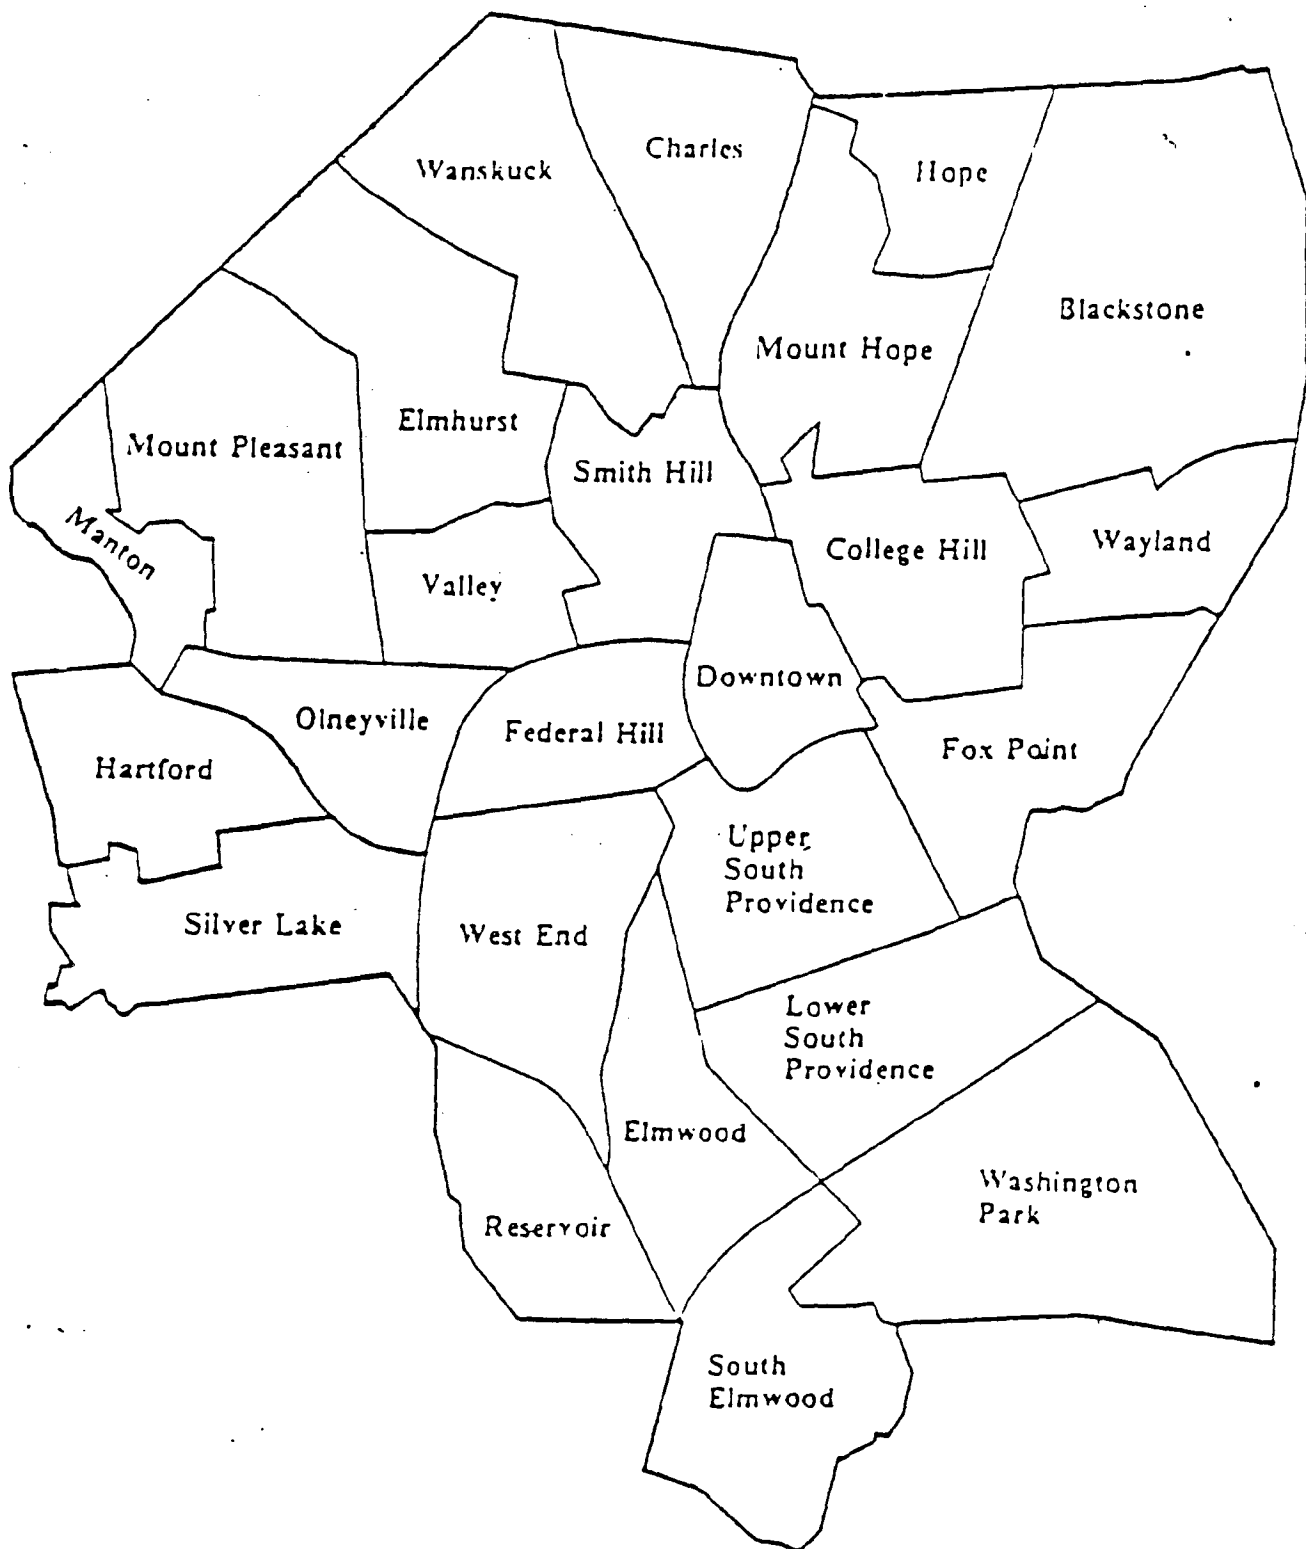 Charles
Wanskuck
Hope
Blackstone
Mount Hope
Elmhurst
Mount Pleasant
Smith Hill
Manton
College Hill
Wayland
Valley
Downtown
Olneyville
Federal Hill
Fox Point
Hartford
Upper
South
Providence
Silver Lake
West End
Lower
South
Providence
Elmwood
Washington
Park
Reservoir
South
Elmwood